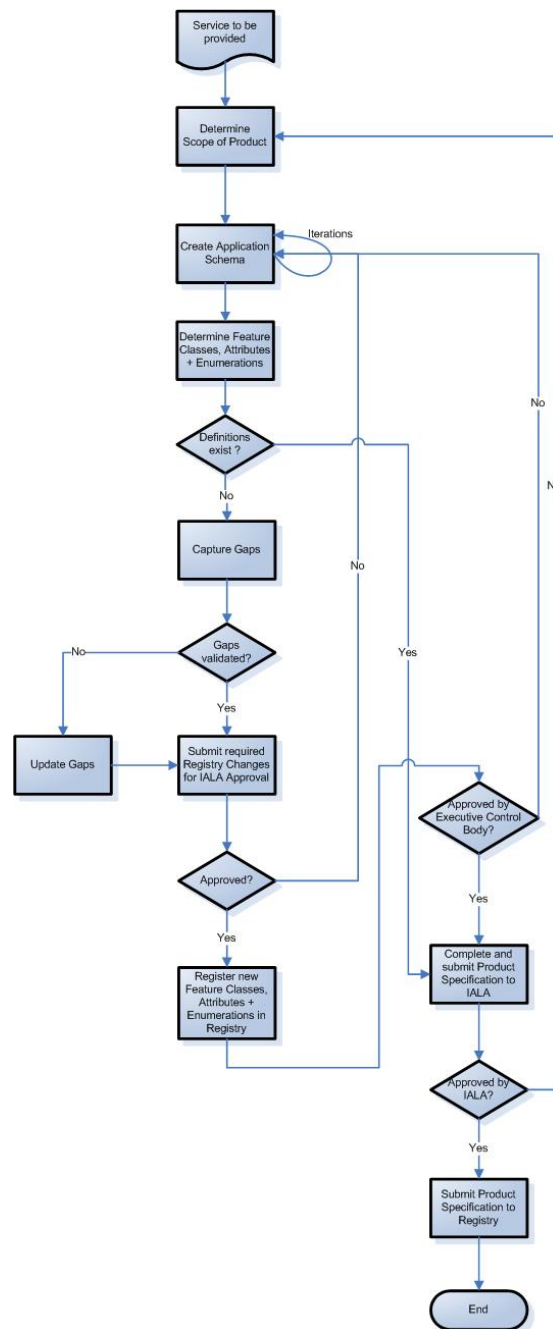 Service to be
provided
Determine
Scope of Product
Iterations
Create Application
Schema
Determine Feature
Classes, Attributes
+ Enumerations
No
Definitions
exist ?
No
Capture Gaps
No
Yes
Gaps
validated?
No
Yes
Update Gaps
Submit required
Registry Changes
for IALA Approval
Approved by
Executive Control
Body?
Approved?
Yes
Yes
Register new
Feature Classes,
Attributes +
Enumerations in
Registry
Complete and
submit Product
Specification to
IALA
Approved by
IALA?
Yes
Submit Product
Specification to
Registry
End